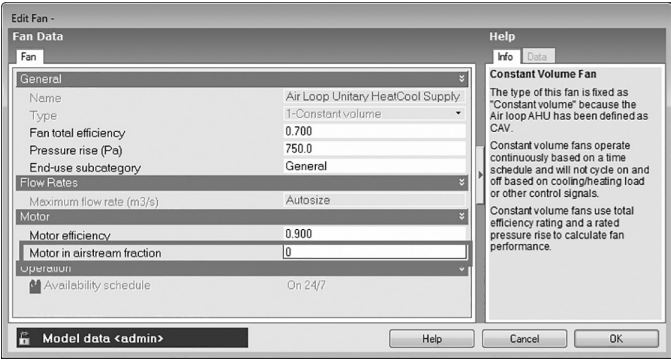 Edit Fan -
Fan Data
Fan
General
Name Air Loop Unitary HeatCool Supply
Type 1-Constant volume
Fan total efficiency 0.700
Pressure rise (Pa) 750.0
End-use subcategory General
Flow Rates
Maximum flow rate (m3/s) Autosize
Motor
Motor efficiency 0.900
Motor in airstream fraction 0
Operation
Availability schedule On 24/7
Help
Info Data
Constant Volume Fan
The type of this fan is fixed as
"Constant volume" because the
Air loop AHU has been defined as
CAV.
Constant volume fans operate
continuously based on a time
schedule and will not cycle on and
off based on cooling/heating load
or other control signals.
Constant volume fans use total
efficiency rating and a rated
pressure rise to calculate fan
performance.
Model data <admin> Help Cancel OK